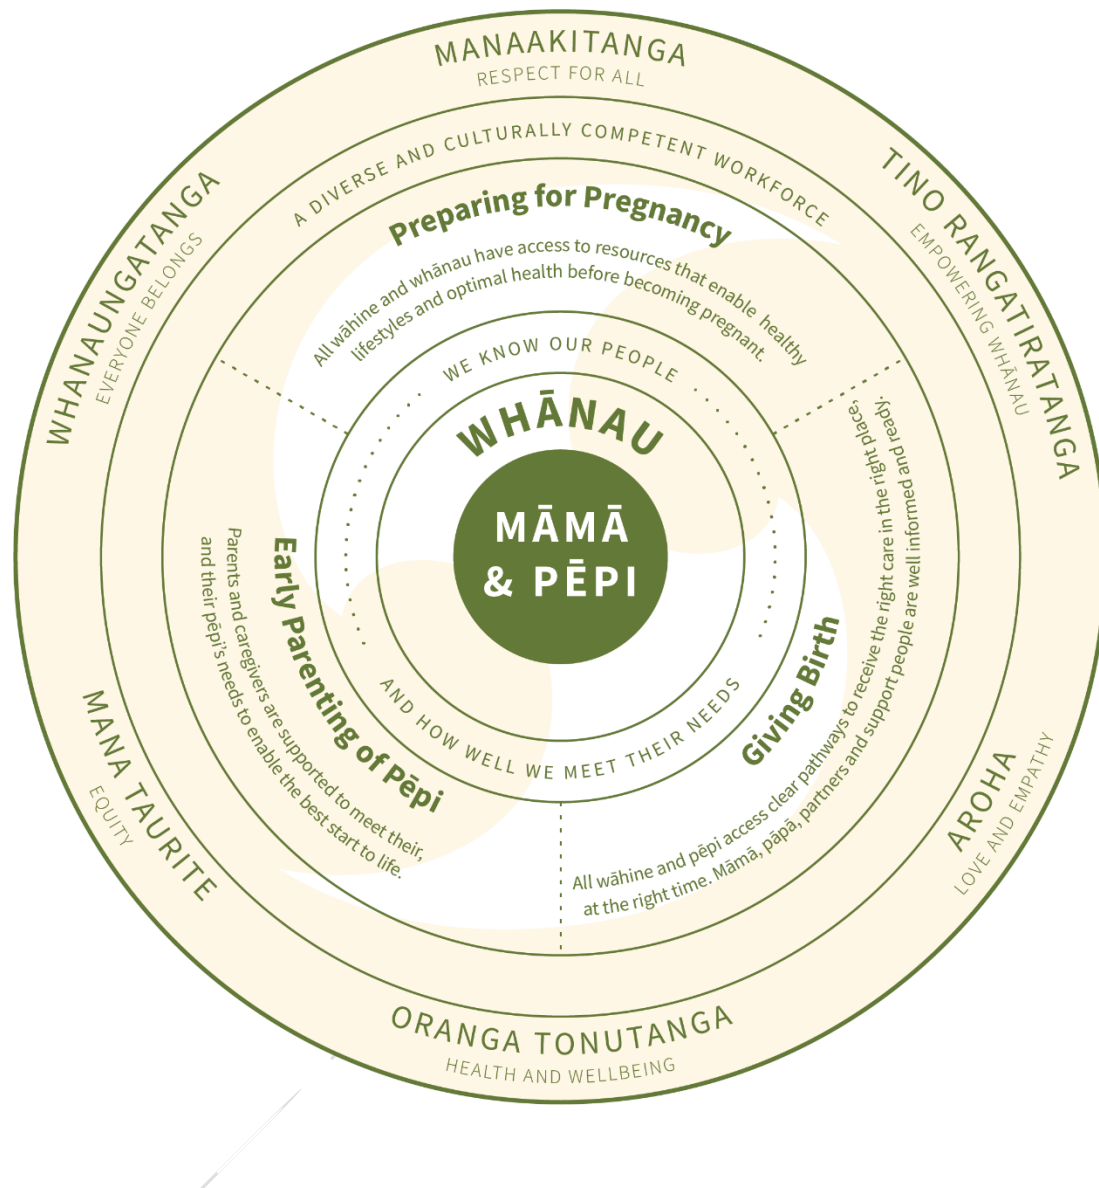 MANAAKITANGA
RESPECT FOR ALL
TINO RANGATIRATANGA
EMPOWERING WHĀNAU
AROHA
LOVE AND EMPATHY
ORANGA TONUTANGA
HEALTH AND WELLBEING
MANA TAURITE
EQUITY
WHANAUNGATANGA
EVERYONE BELONGS
A DIVERSE AND CULTURALLY COMPETENT WORKFORCE
Preparing for Pregnancy
All wāhine and whānau have access to resources that enable healthy
lifestyles and optimal health before becoming pregnant.
Giving Birth
All wāhine and pēpi access clear pathways to receive the right care in the right place,
at the right time. Māmā, pāpā, partners and support people are well informed and ready.
Early Parenting of Pēpi
Parents and caregivers are supported to meet their,
and their pēpi's needs to enable the best start to life.
WE KNOW OUR PEOPLE
AND HOW WELL WE MEET THEIR NEEDS
WHĀNAU
MĀMĀ
& PĒPI